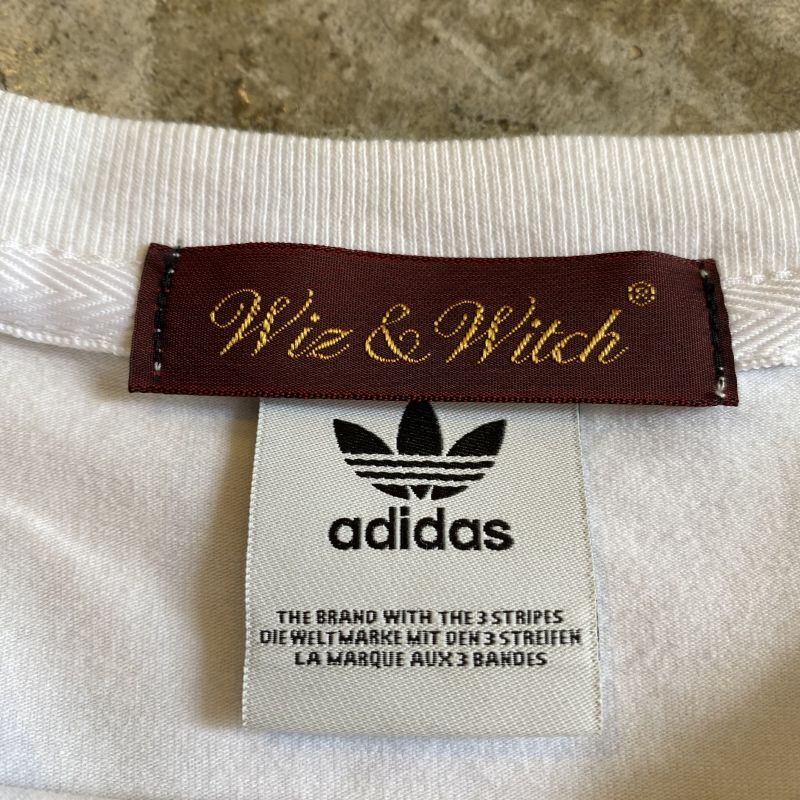 Wiz & Witch®
adidas
THE BRAND WITH THE 3 STRIPES
DIE WELTMARKE MIT DEN 3 STREIFEN
LA MARQUE AUX 3 BANDES